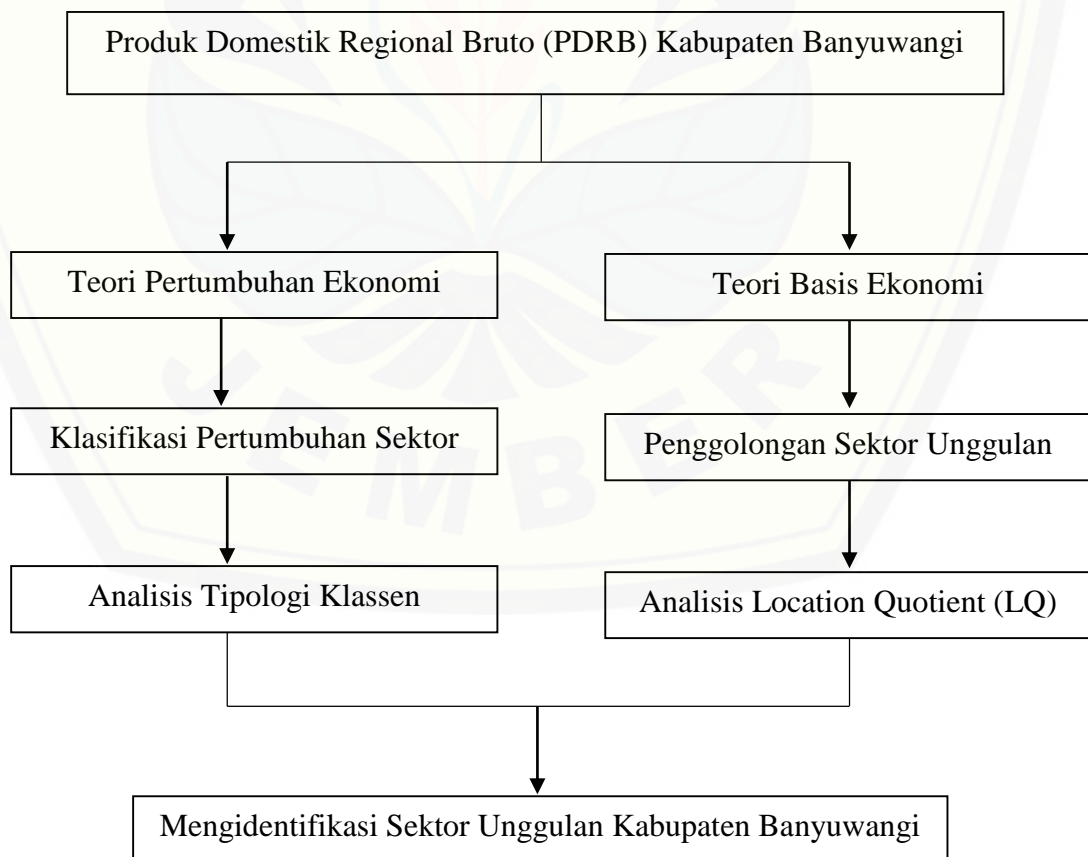 Produk Domestik Regional Bruto (PDRB) Kabupaten Banyuwangi
Teori Pertumbuhan Ekonomi
Teori Basis Ekonomi
Klasifikasi Pertumbuhan Sektor
Penggolongan Sektor Unggulan
Analisis Tipologi Klassen
Analisis Location Quotient (LQ)
Mengidentifikasi Sektor Unggulan Kabupaten Banyuwangi
JEMBER